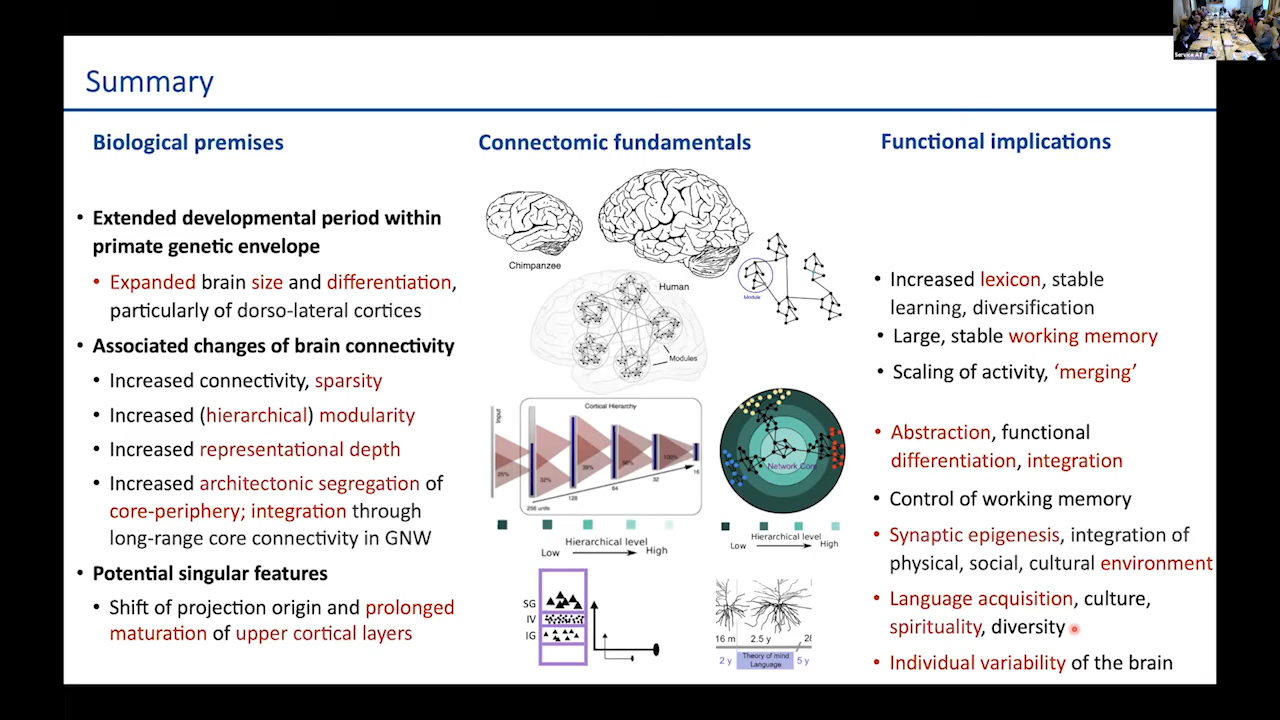 Service AT
Summary
Biological premises
• Extended developmental period within
primate genetic envelope
• Expanded brain size and differentiation,
particularly of dorso-lateral cortices
• Associated changes of brain connectivity
• Increased connectivity, sparsity
• Increased (hierarchical) modularity
• Increased representational depth
• Increased architectonic segregation of
core-periphery; integration through
long-range core connectivity in GNW
• Potential singular features
• Shift of projection origin and prolonged
maturation of upper cortical layers
Connectomic fundamentals
Chimpanzee
Human
Module
Modules
Cortical Hierarchy
Input
25%
32%
39%
100%
256 units
128
64
32
16
Hierarchical level
Low
High
Network Core
Hierarchical level
Low
High
SG
IV
IG
16 m
2.5 y
28
2 y
Theory of mind
Language
5 y
Functional implications
• Increased lexicon, stable
learning, diversification
• Large, stable working memory
• Scaling of activity, ‘merging’
• Abstraction, functional
differentiation, integration
• Control of working memory
• Synaptic epigenesis, integration of
physical, social, cultural environment
• Language acquisition, culture,
spirituality, diversity
• Individual variability of the brain